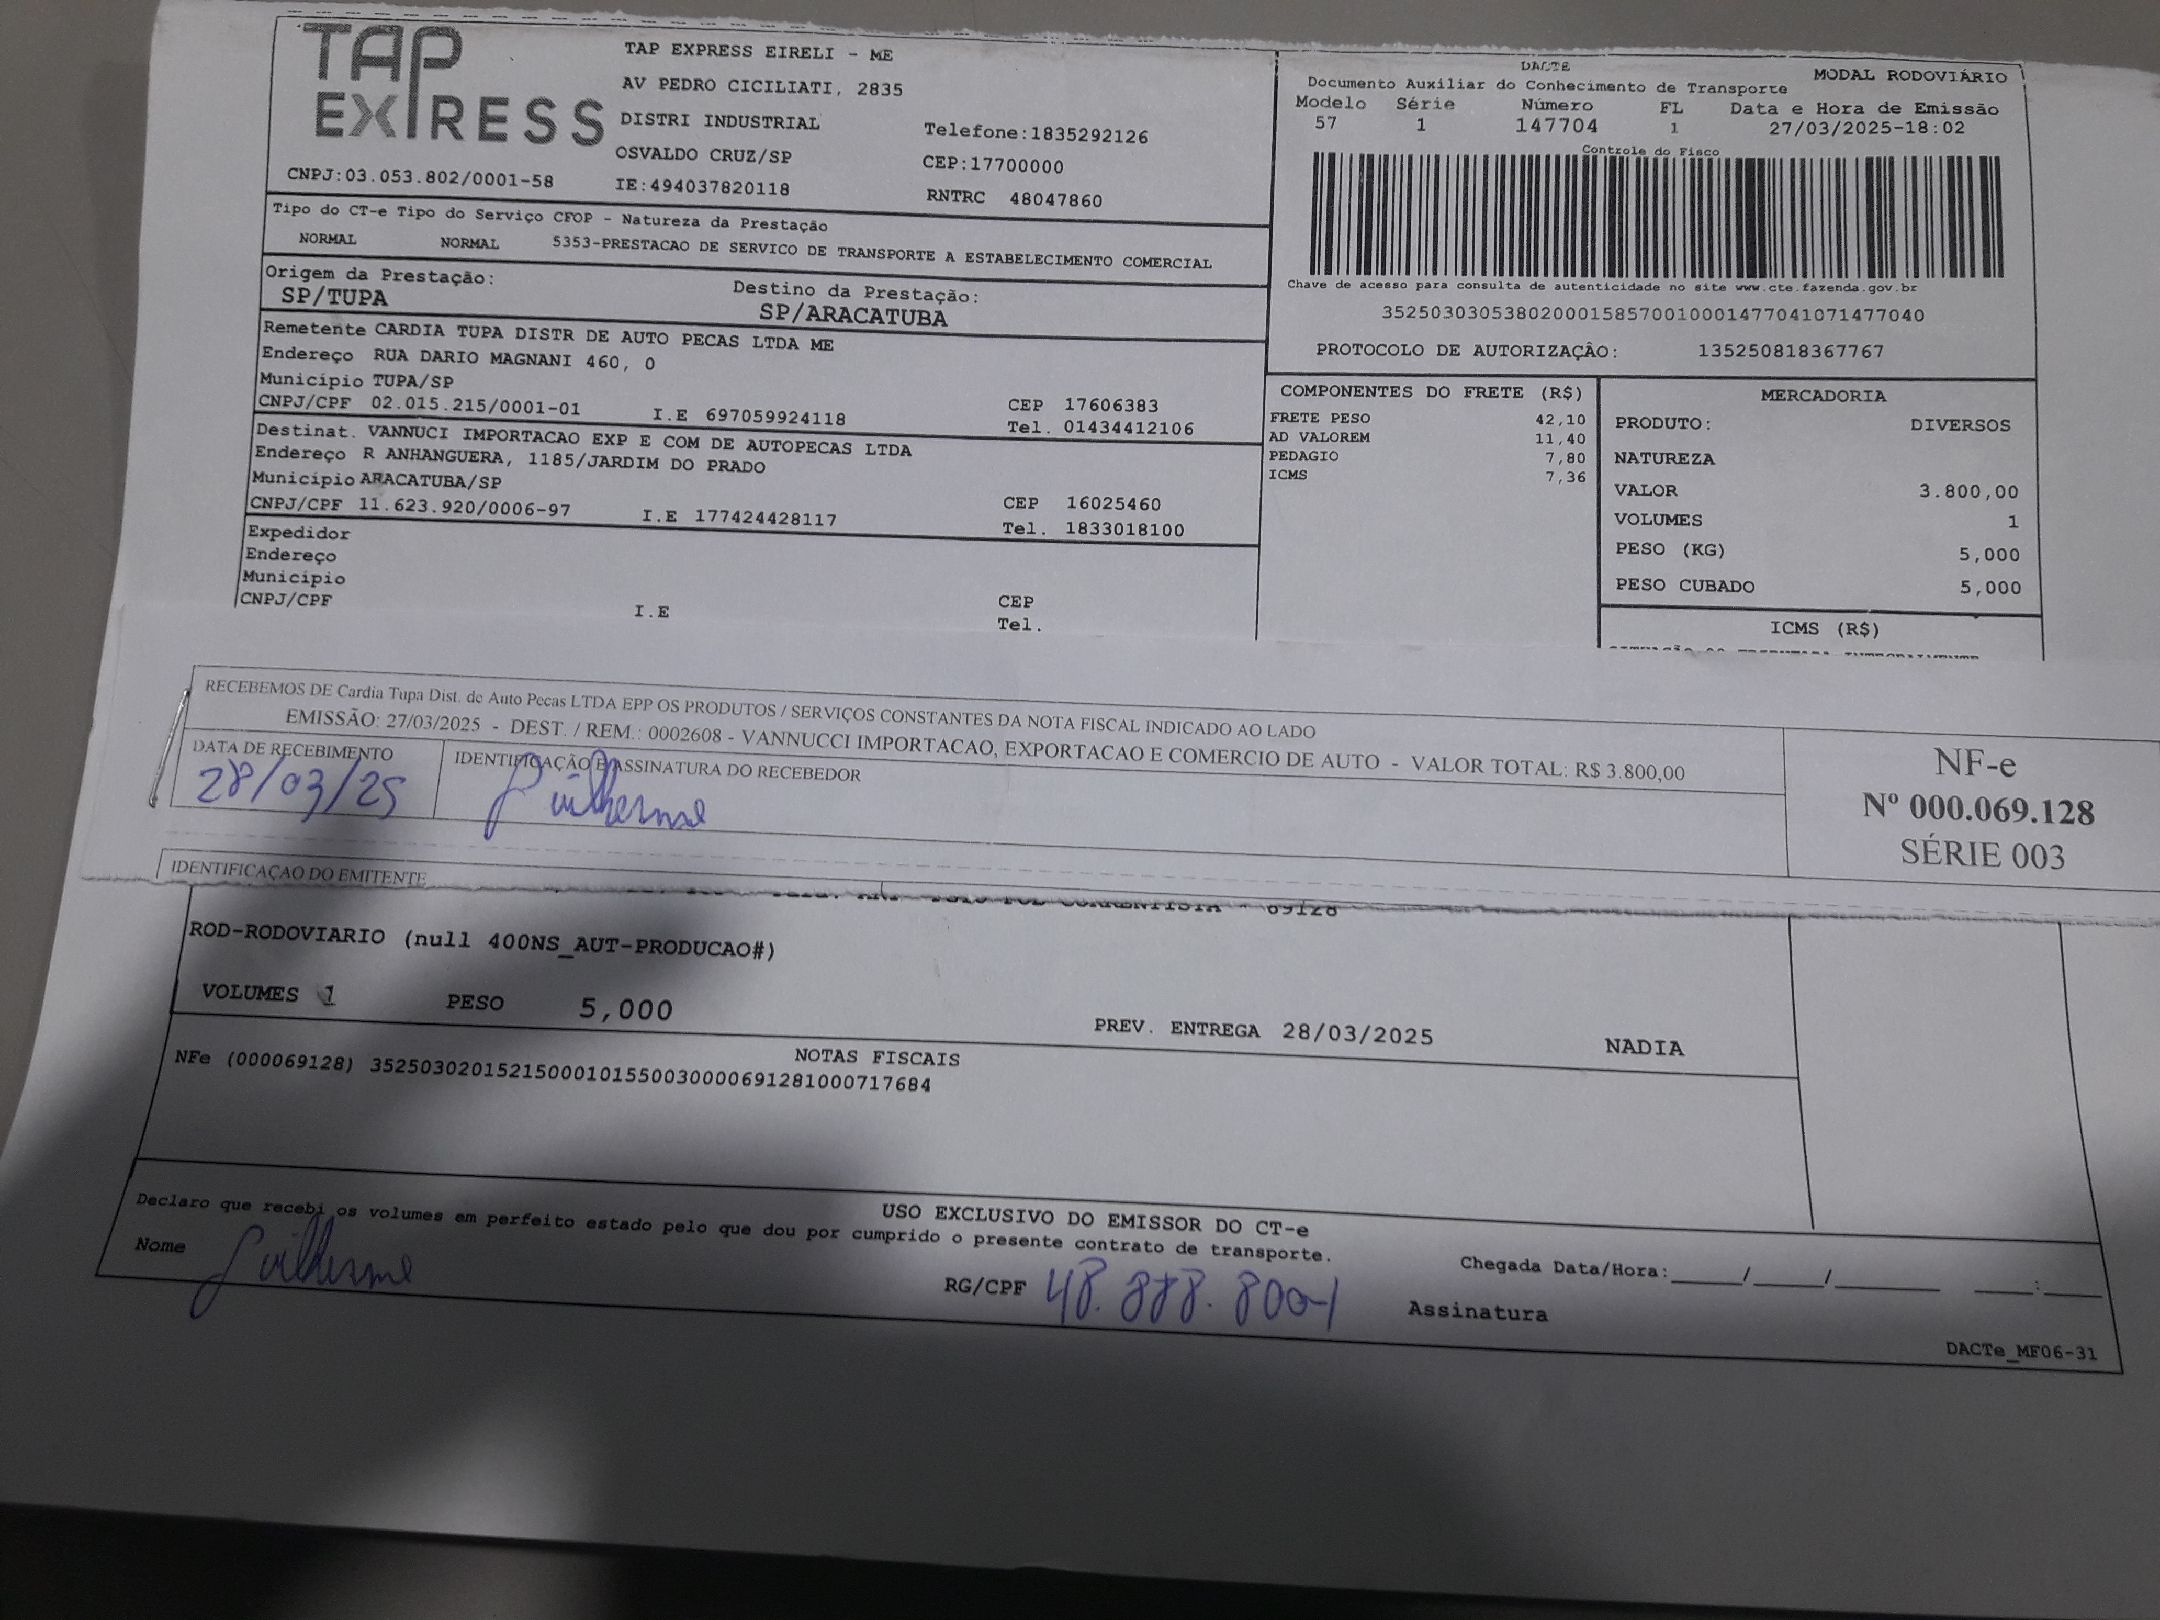 TAP EXPRESS
TAP EXPRESS EIRELI - ME
AV PEDRO CICILIATI, 2835
DISTRI INDUSTRIAL
Telefone:1835292126
OSVALDO CRUZ/SP
CEP:17700000
CNPJ:03.053.802/0001-58
IE:494037820118
RNTRC 48047860
DACTE
MODAL RODOVIÁRIO
Documento Auxiliar do Conhecimento de Transporte
Modelo Série Número FL Data e Hora de Emissão
57 1 147704 1 27/03/2025-18:02
Controle do Fisco
Chave de acesso para consulta de autenticidade no site www.cte.fazenda.gov.br
35250303053802000158570010001477041071477040
PROTOCOLO DE AUTORIZAÇÂO: 135250818367767
Tipo do CT-e Tipo do Serviço CFOP - Natureza da Prestação
NORMAL NORMAL 5353-PRESTACAO DE SERVICO DE TRANSPORTE A ESTABELECIMENTO COMERCIAL
Origem da Prestação: Destino da Prestação:
SP/TUPA SP/ARACATUBA
Remetente CARDIA TUPA DISTR DE AUTO PECAS LTDA ME
Endereço RUA DARIO MAGNANI 460, 0
Município TUPA/SP CEP 17606383
CNPJ/CPF 02.015.215/0001-01 I.E 697059924118 Tel. 01434412106
Destinat. VANNUCI IMPORTACAO EXP E COM DE AUTOPECAS LTDA
Endereço R ANHANGUERA, 1185/JARDIM DO PRADO
Município ARACATUBA/SP CEP 16025460
CNPJ/CPF 11.623.920/0006-97 I.E 177424428117 Tel. 1833018100
Expedidor
Endereço
Município CEP
CNPJ/CPF I.E Tel.
COMPONENTES DO FRETE (R$)
FRETE PESO 42,10
AD VALOREM 11,40
PEDAGIO 7,80
ICMS 7,36
MERCADORIA
PRODUTO: DIVERSOS
NATUREZA
VALOR 3.800,00
VOLUMES 1
PESO (KG) 5,000
PESO CUBADO 5,000
ICMS (R$)
RECEBEMOS DE Cardia Tupa Dist. de Auto Pecas LTDA EPP OS PRODUTOS / SERVIÇOS CONSTANTES DA NOTA FISCAL INDICADO AO LADO
EMISSÃO: 27/03/2025 - DEST. / REM.: 0002608 - VANNUCCI IMPORTACAO, EXPORTACAO E COMERCIO DE AUTO - VALOR TOTAL: R$ 3.800,00
DATA DE RECEBIMENTO IDENTIFICAÇÃO E ASSINATURA DO RECEBEDOR
28/03/25 Guilherme
NF-e
Nº 000.069.128
SÉRIE 003
IDENTIFICAÇAO DO EMITENTE
ROD-RODOVIARIO (null 400NS_AUT-PRODUCAO#)
VOLUMES 1 PESO 5,000 PREV. ENTREGA 28/03/2025 NADIA
NOTAS FISCAIS
NFe (000069128) 35250302015215000101550030000691281000717684
USO EXCLUSIVO DO EMISSOR DO CT-e
Declaro que recebi os volumes em perfeito estado pelo que dou por cumprido o presente contrato de transporte.
Nome Guilherme RG/CPF 48.888.800-1 Chegada Data/Hora:_____/_____/_______ ____:____
Assinatura
DACTe_MF06-31